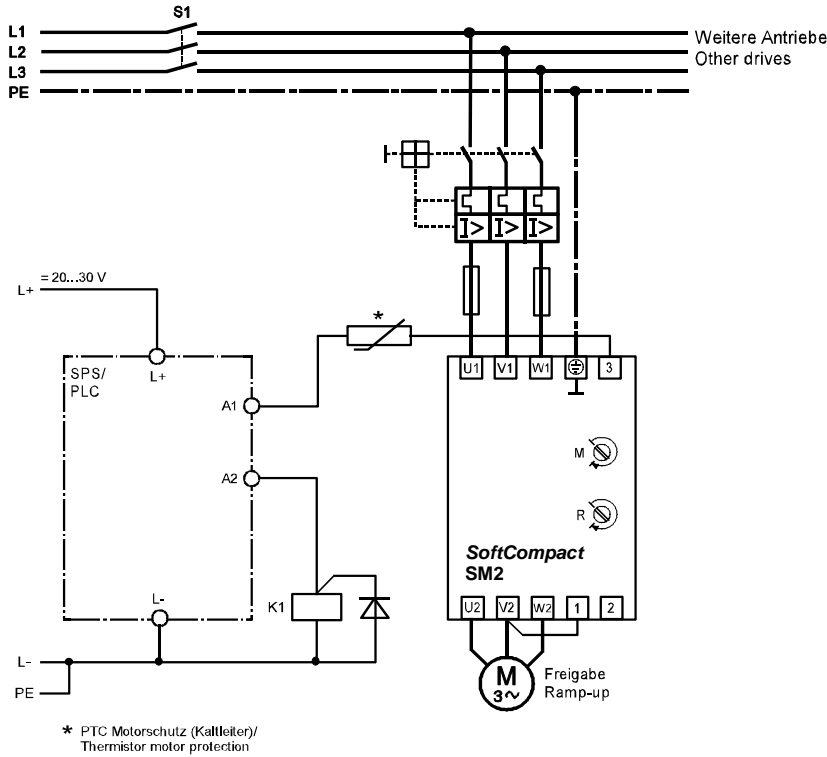 S1
L1
L2
L3
PE
Weitere Antriebe
Other drives
I> I> I>
L+
= 20...30 V
*
SPS/
PLC
L+
A1
A2
L-
K1
L-
PE
U1 V1 W1 3
M
R
SoftCompact
SM2
U2 V2 W2 1 2
M
3~
Freigabe
Ramp-up
* PTC Motorschutz (Kaltleiter)/
Thermistor motor protection